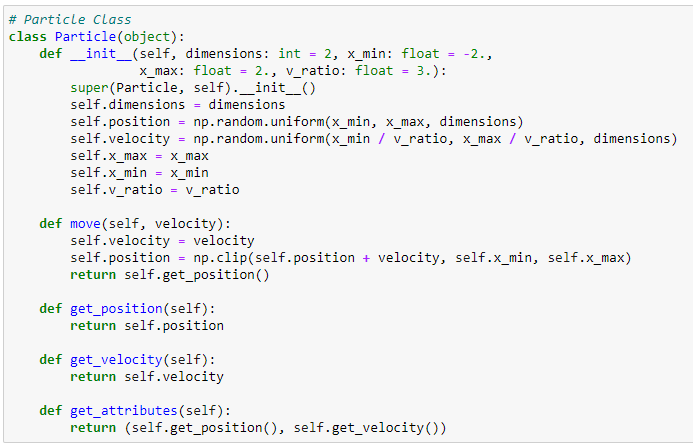 # Particle Class
class Particle(object):
    def __init__(self, dimensions: int = 2, x_min: float = -2.,
                 x_max: float = 2., v_ratio: float = 3.):
        super(Particle, self).__init__()
        self.dimensions = dimensions
        self.position = np.random.uniform(x_min, x_max, dimensions)
        self.velocity = np.random.uniform(x_min / v_ratio, x_max / v_ratio, dimensions)
        self.x_max = x_max
        self.x_min = x_min
        self.v_ratio = v_ratio

    def move(self, velocity):
        self.velocity = velocity
        self.position = np.clip(self.position + velocity, self.x_min, self.x_max)
        return self.get_position()

    def get_position(self):
        return self.position

    def get_velocity(self):
        return self.velocity

    def get_attributes(self):
        return (self.get_position(), self.get_velocity())